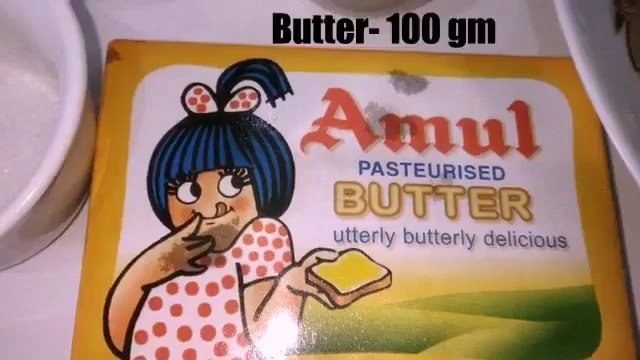 Butter- 100 gm
Amul
PASTEURISED
BUTTER
utterly butterly delicious